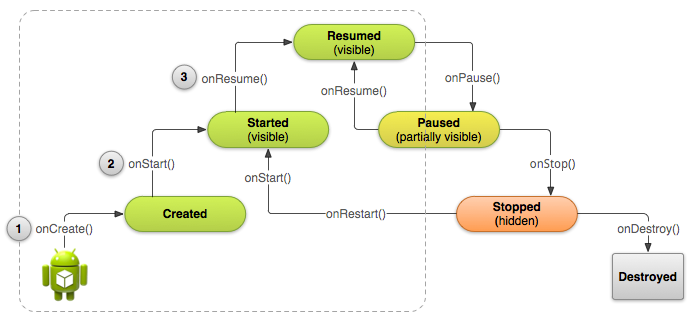 Resumed
(visible)
3
onResume()
onResume()
onPause()
Started
(visible)
Paused
(partially visible)
2
onStart()
onStart()
onStop()
1
onCreate()
Created
onRestart()
Stopped
(hidden)
onDestroy()
Destroyed